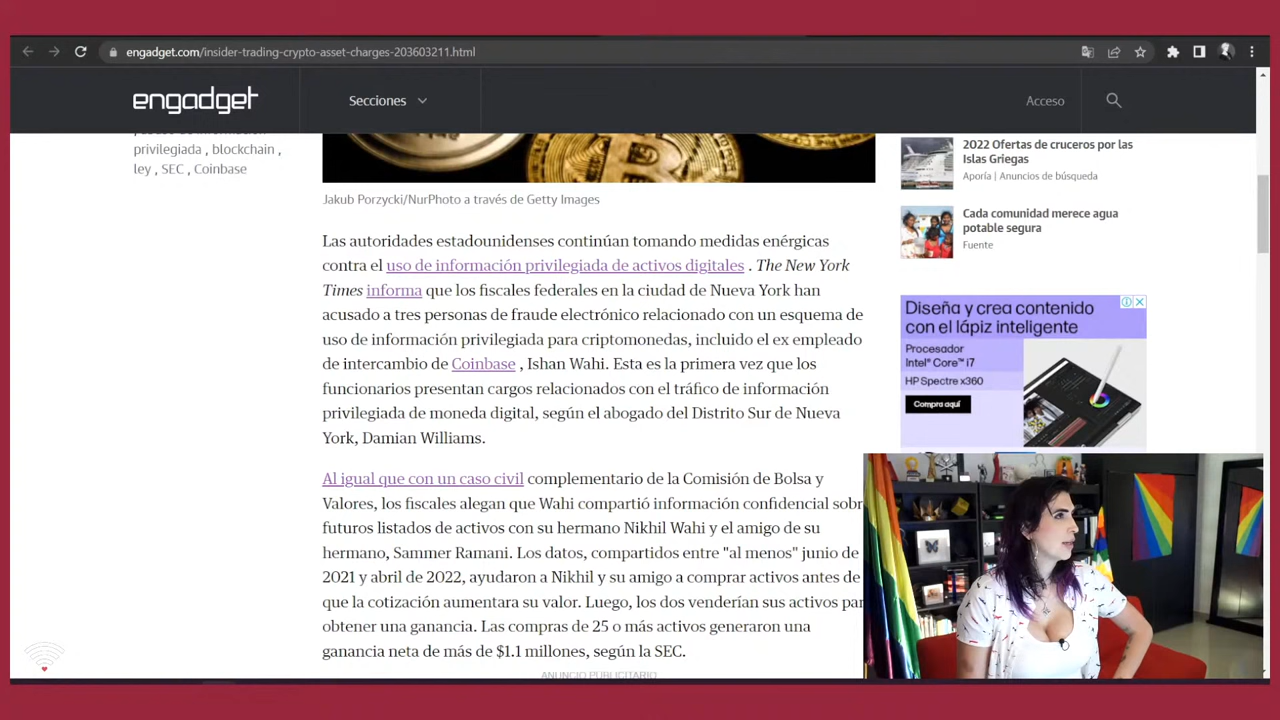 engadget.com/insider-trading-crypto-asset-charges-203603211.html
engadget
Secciones
Acceso
privilegiada , blockchain ,
ley , SEC , Coinbase
Jakub Porzycki/NurPhoto a través de Getty Images
Las autoridades estadounidenses continúan tomando medidas enérgicas
contra el uso de información privilegiada de activos digitales . The New York
Times informa que los fiscales federales en la ciudad de Nueva York han
acusado a tres personas de fraude electrónico relacionado con un esquema de
uso de información privilegiada para criptomonedas, incluido el ex empleado
de intercambio de Coinbase , Ishan Wahi. Esta es la primera vez que los
funcionarios presentan cargos relacionados con el tráfico de información
privilegiada de moneda digital, según el abogado del Distrito Sur de Nueva
York, Damian Williams.
Al igual que con un caso civil complementario de la Comisión de Bolsa y
Valores, los fiscales alegan que Wahi compartió información confidencial sobr
futuros listados de activos con su hermano Nikhil Wahi y el amigo de su
hermano, Sammer Ramani. Los datos, compartidos entre "al menos" junio de
2021 y abril de 2022, ayudaron a Nikhil y su amigo a comprar activos antes de
que la cotización aumentara su valor. Luego, los dos venderían sus activos par
obtener una ganancia. Las compras de 25 o más activos generaron una
ganancia neta de más de $1.1 millones, según la SEC.
ANUNCIO PUBLICITARIO
2022 Ofertas de cruceros por las
Islas Griegas
Aporía | Anuncios de búsqueda
Cada comunidad merece agua
potable segura
Fuente
Diseña y crea contenido
con el lápiz inteligente
Procesador
Intel® Core™ i7
HP Spectre x360
Compra aquí